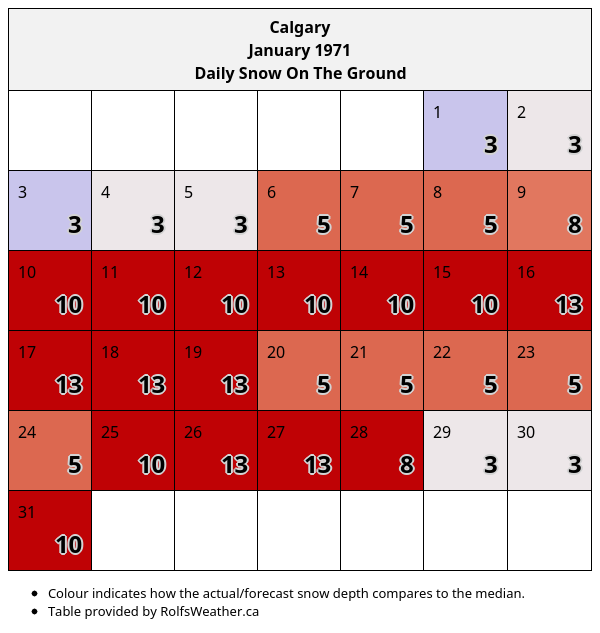 Calgary
January 1971
Daily Snow On The Ground
1 2
3 3
3 4 5 6 7 8 9
3 3 3 5 5 5 8
10 11 12 13 14 15 16
10 10 10 10 10 10 13
17 18 19 20 21 22 23
13 13 13 5 5 5 5
24 25 26 27 28 29 30
5 10 13 13 8 3 3
31
10
Colour indicates how the actual/forecast snow depth compares to the median.
Table provided by RolfsWeather.ca